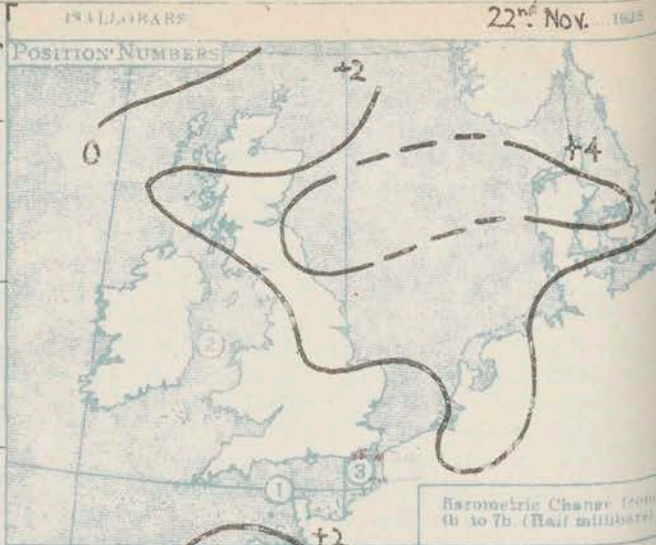 ISALLOBARS
22nd. Nov. 1925
POSITION NUMBERS
+2
0
+4
2
1
3
Barometric Change from
to 7h. (Half millibars)
+2